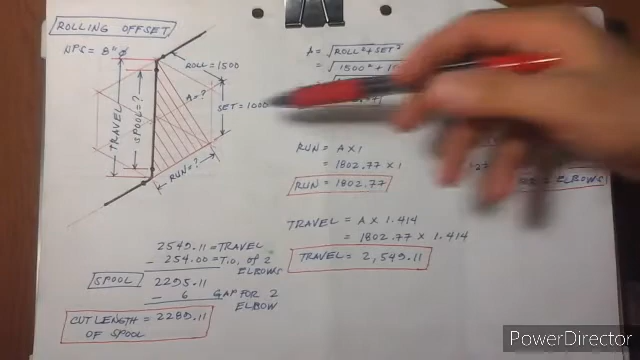 ROLLING OFFSET
NPS = 8"φ
ROLL = 1500
A = ?
SET = 1000
TRAVEL
SPOOL = ?
RUN = ?
A = √ROLL² + SET²
= √1500² + 10
RUN = A X 1
= 1802.77 X 1
RUN = 1802.77
2 ELBOWS
TRAVEL = A X 1.414
= 1802.77 X 1.414
TRAVEL = 2,549.11
2549.11 = TRAVEL
- 254.00 = T.O. of 2 ELBOWS
SPOOL 2295.11
- 6 GAP FOR 2 ELBOW
CUT LENGTH = 2289.11
OF SPOOL
PowerDirector